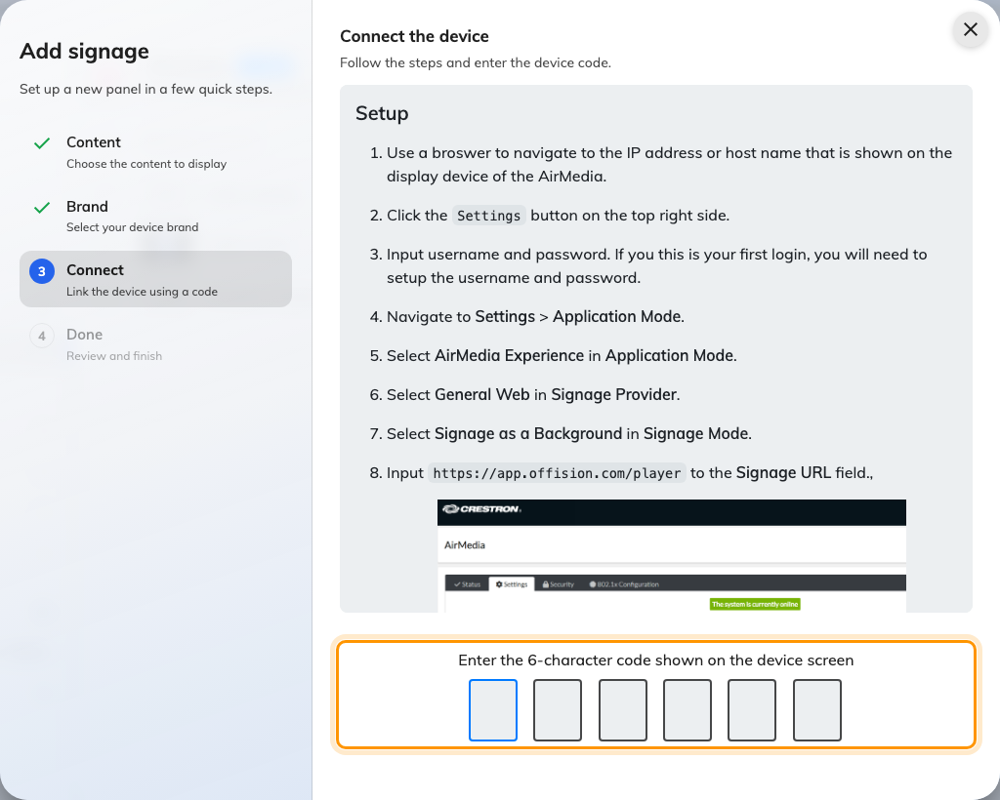 Add signage
Set up a new panel in a few quick steps.
Content
Choose the content to display
Brand
Select your device brand
3
Connect
Link the device using a code
4
Done
Review and finish
Connect the device
Follow the steps and enter the device code.
Setup
1. Use a broswer to navigate to the IP address or host name that is shown on the
display device of the AirMedia.
2. Click the Settings button on the top right side.
3. Input username and password. If you this is your first login, you will need to
setup the username and password.
4. Navigate to Settings > Application Mode.
5. Select AirMedia Experience in Application Mode.
6. Select General Web in Signage Provider.
7. Select Signage as a Background in Signage Mode.
8. Input https://app.offision.com/player to the Signage URL field.,
CRESTRON
AirMedia
Status Settings Security 802.1x Configuration
The system is currently online
Enter the 6-character code shown on the device screen